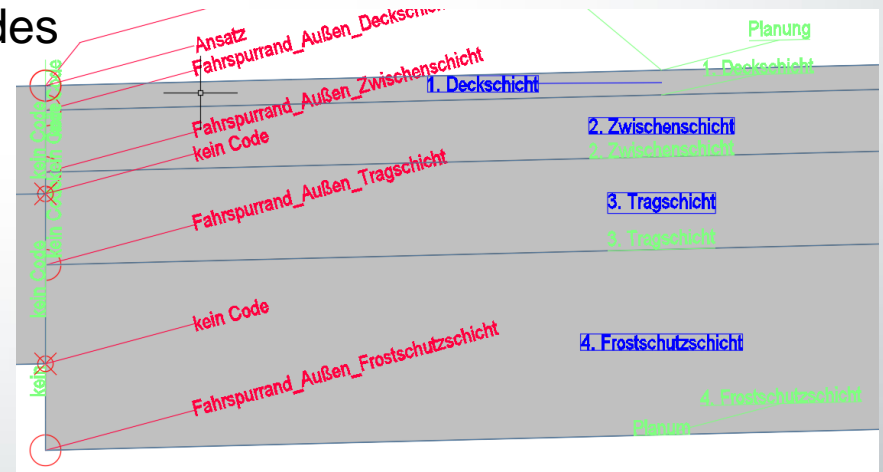 des
Planung
Ansatz
Fahrspurrand_Außen_Deckschicht
1. Deckschicht
1. Deckschicht
Fahrspurrand_Außen_Zwischenschicht
2. Zwischenschicht
kein Code
2. Zwischenschicht
Fahrspurrand_Außen_Tragschicht
3. Tragschicht
3. Tragschicht
kein Code
kein Code
kein Code
kein Code
4. Frostschutzschicht
Fahrspurrand_Außen_Frostschutzschicht
kein
4. Frostschutzschicht
Planum